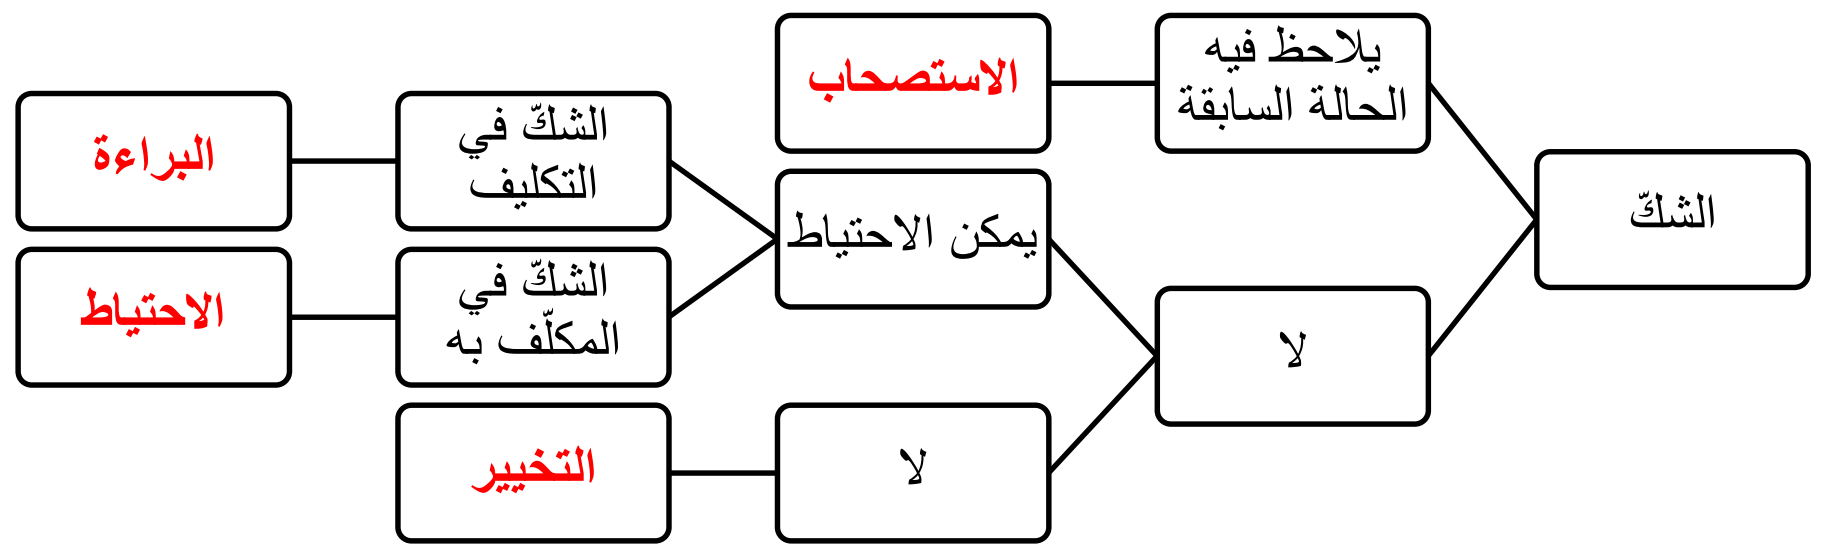 الشكّ
يلاحظ فيه
الحالة السابقة
الاستصحاب
لا
يمكن الاحتياط
الشكّ في
التكليف
البراءة
الشكّ في
المكلّف به
الاحتياط
لا
التخيير